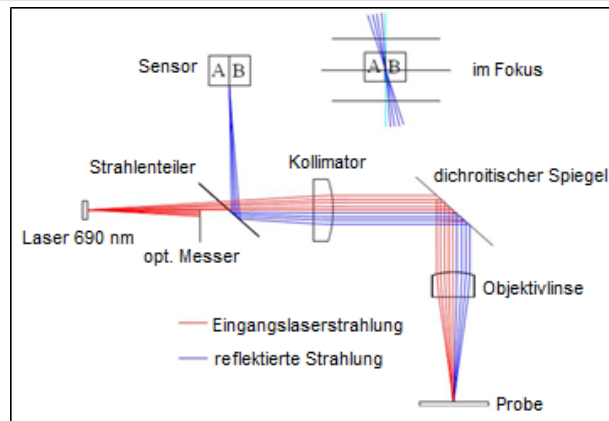 Sensor
A B
A B
im Fokus
Strahlenteiler
Kollimator
dichroitischer Spiegel
Laser 690 nm
opt. Messer
Objektivlinse
Eingangslaserstrahlung
reflektierte Strahlung
Probe